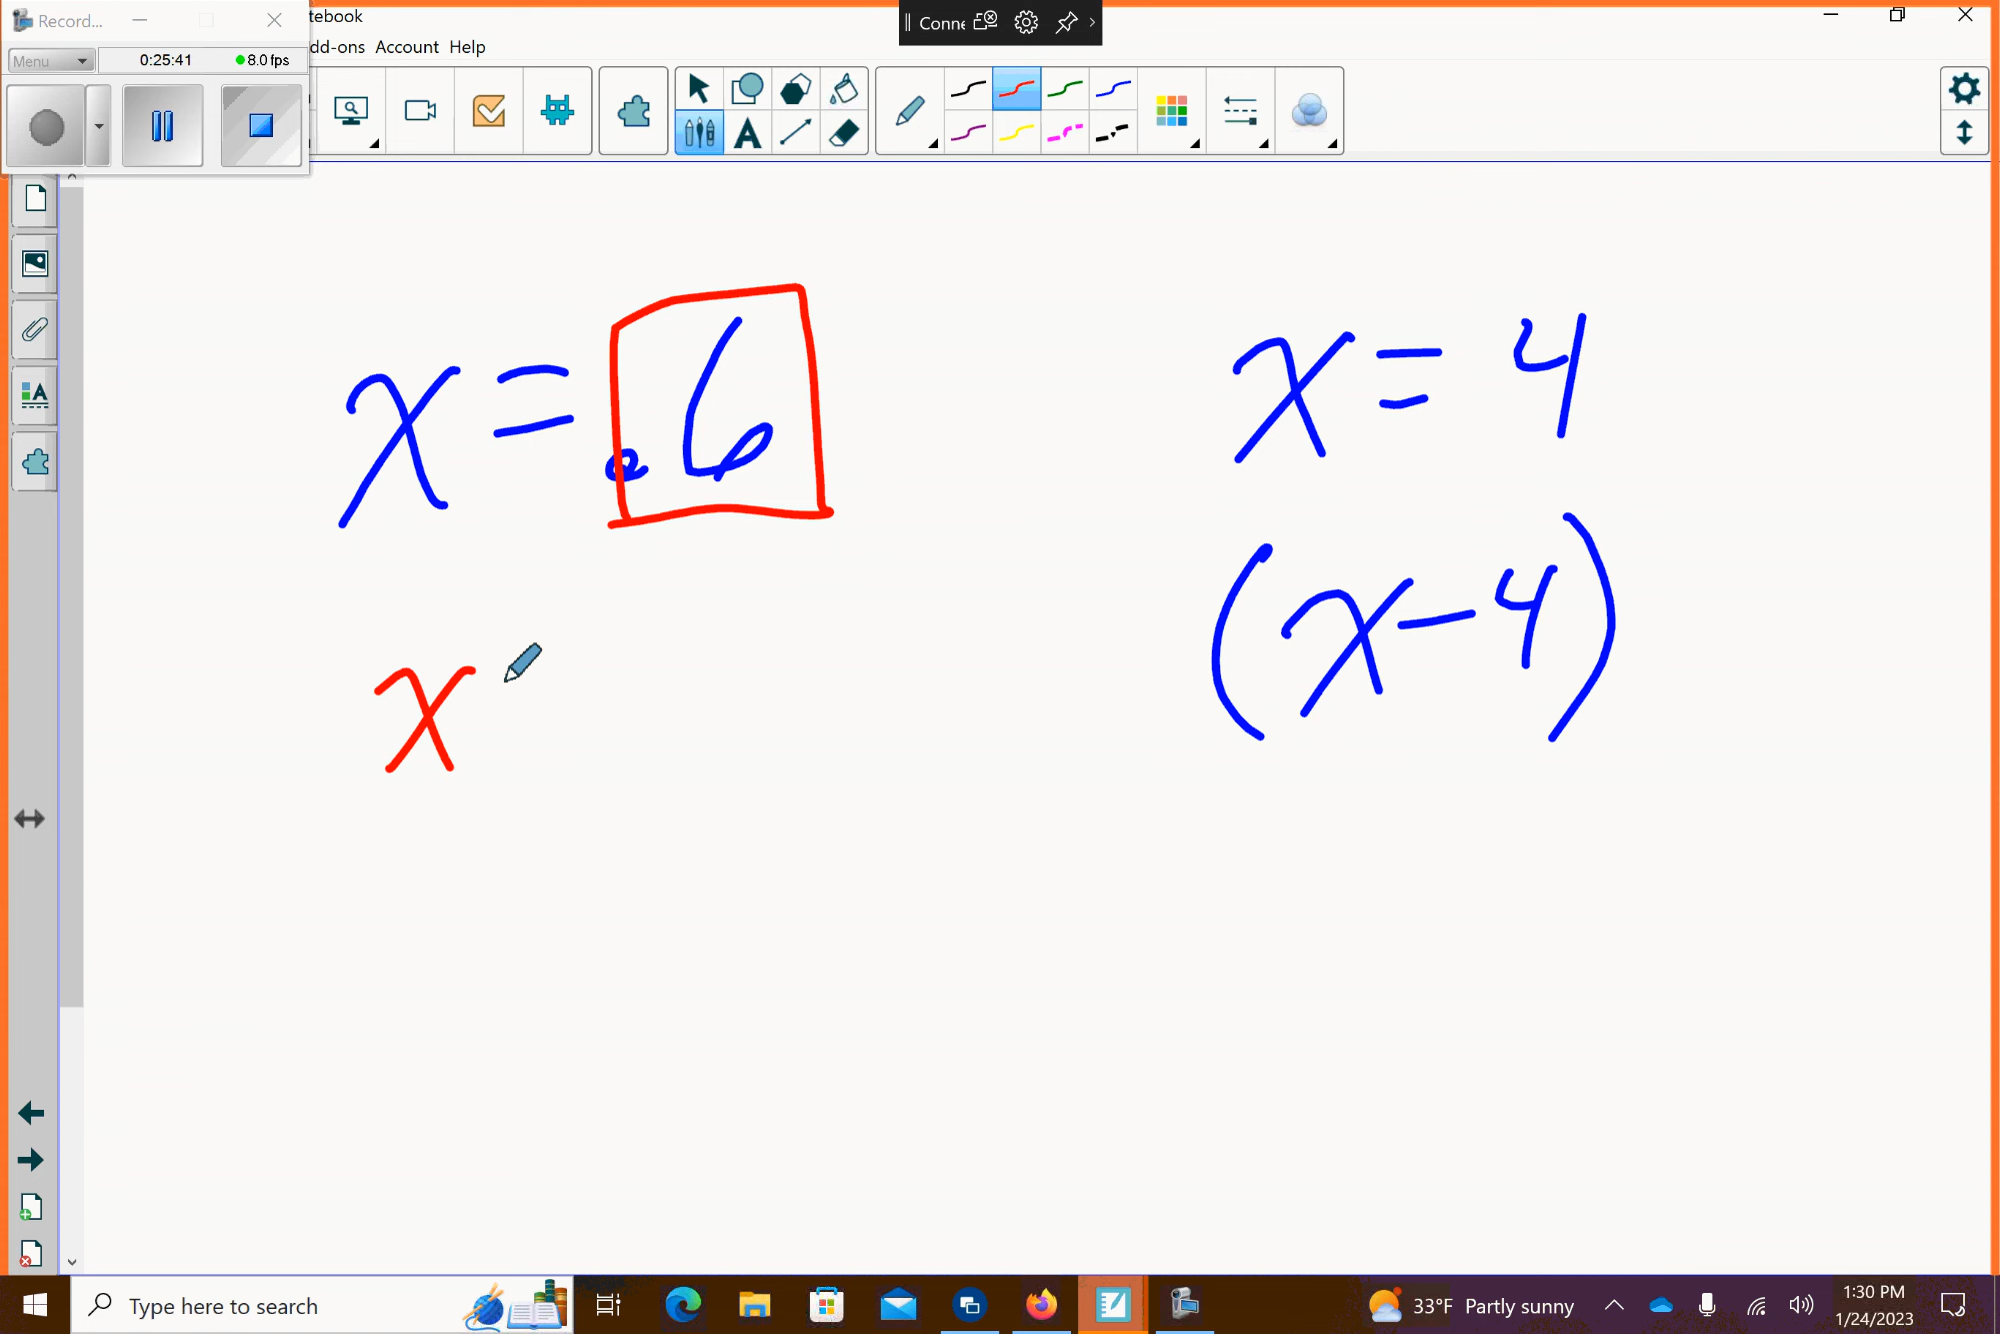 Record...
tebook
Conne
dd-ons Account Help
Menu
0:25:41
8.0 fps
x = .6
x = 4
(x-4)
x
Type here to search
33°F Partly sunny
1:30 PM
1/24/2023